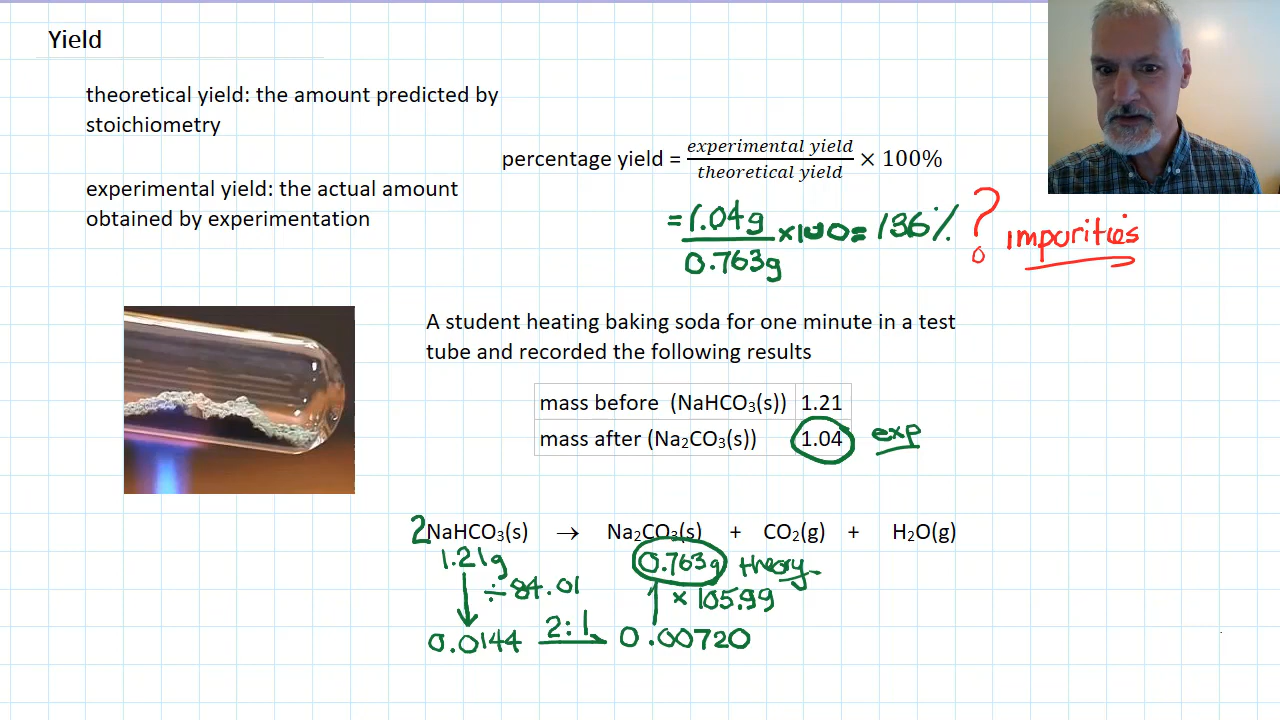 Yield
theoretical yield: the amount predicted by
stoichiometry
experimental yield: the actual amount
obtained by experimentation
percentage yield = experimental yield / theoretical yield × 100%
= 1.04g / 0.763g × 100 = 136% ? impurities
A student heating baking soda for one minute in a test
tube and recorded the following results
mass before (NaHCO₃(s)) 1.21
mass after (Na₂CO₃(s)) 1.04 exp
2 NaHCO₃(s) → Na₂CO₃(s) + CO₂(g) + H₂O(g)
1.21g 0.763g theory
÷ 84.01 × 105.99
0.0144 2:1 0.00720